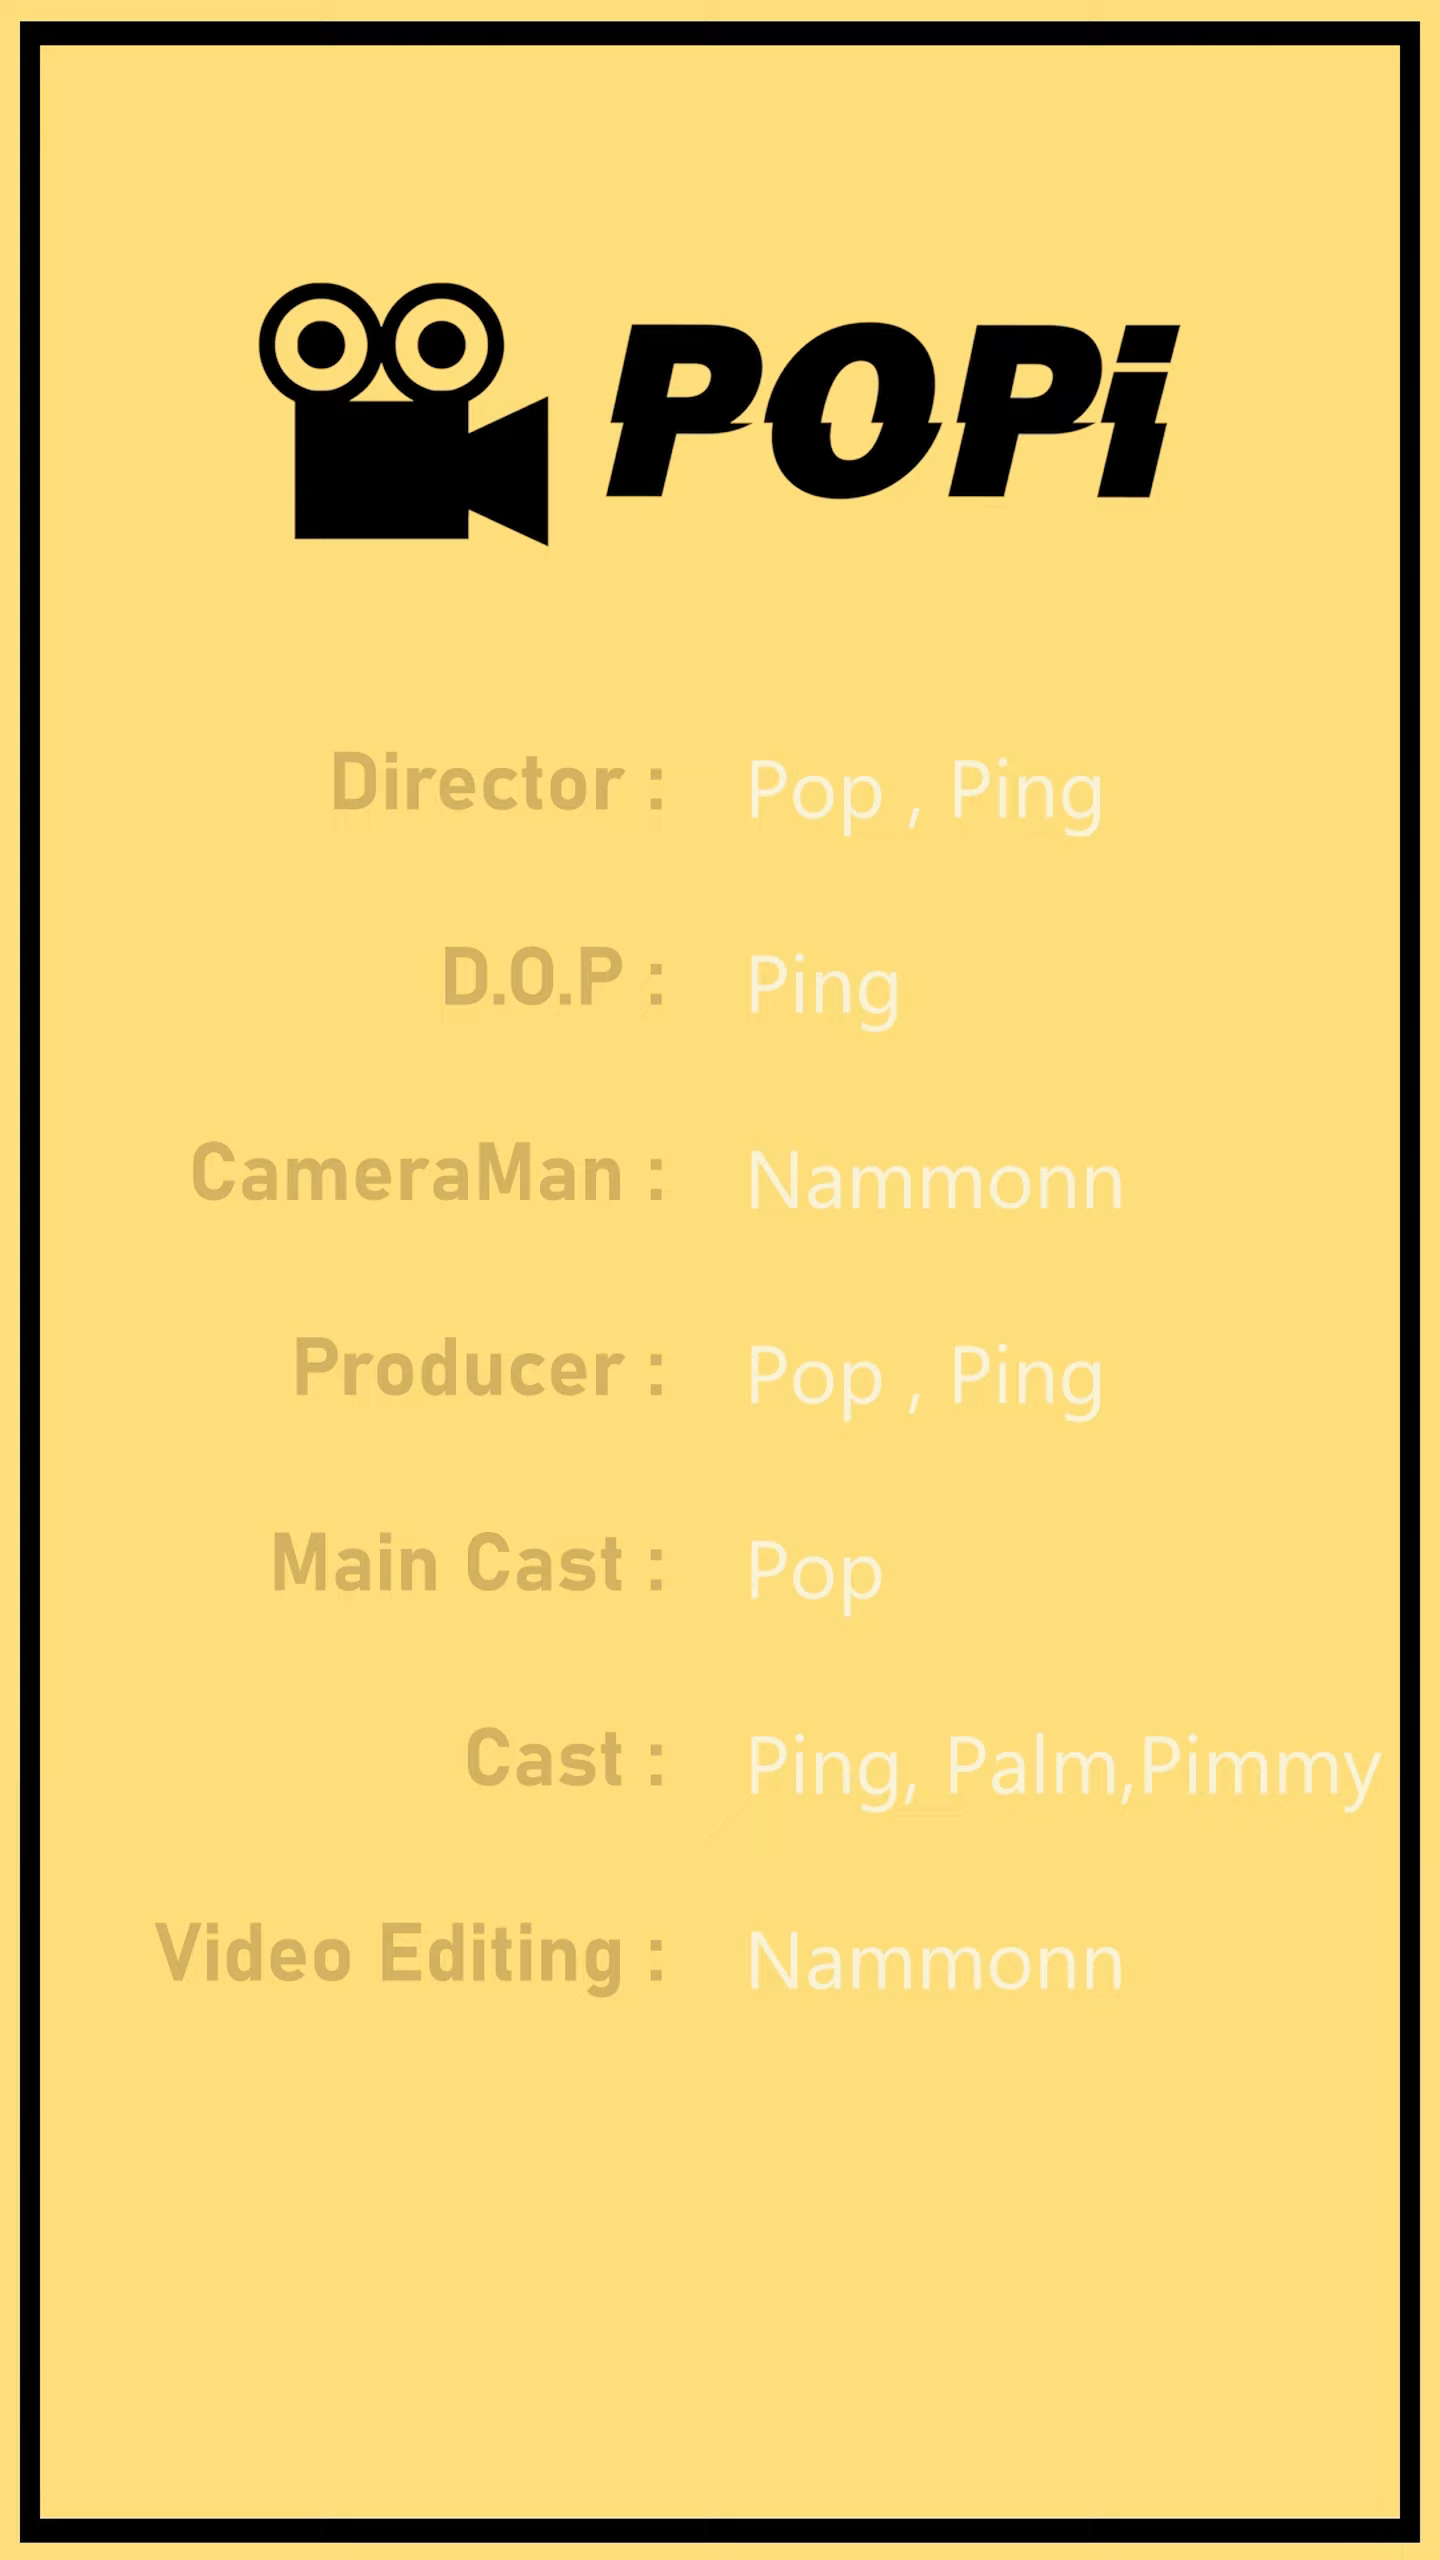 POPi
Director : Pop , Ping
D.O.P : Ping
CameraMan : Nammonn
Producer : Pop , Ping
Main Cast : Pop
Cast : Ping, Palm,Pimmy
Video Editing : Nammonn